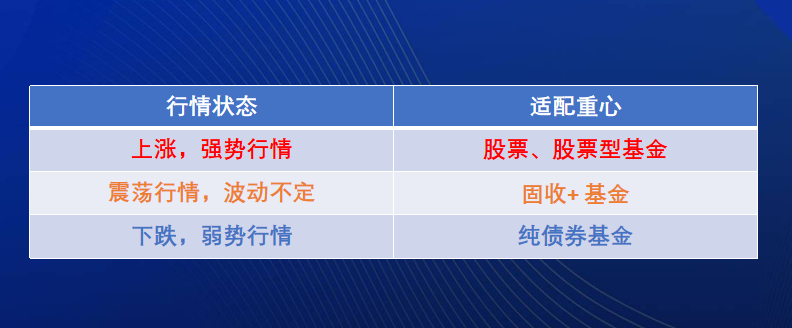 行情状态 适配重心
上涨，强势行情 股票、股票型基金
震荡行情，波动不定 固收+ 基金
下跌，弱势行情 纯债券基金